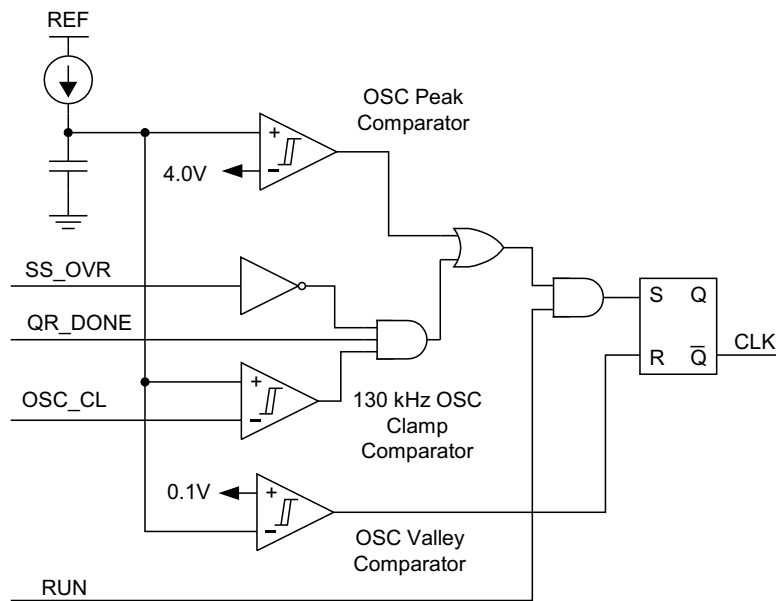 REF
OSC Peak
Comparator
+
-
4.0V
SS_OVR
QR_DONE
OSC_CL
+
-
130 kHz OSC
Clamp
Comparator
S Q
R Q̅
CLK
0.1V
+
-
OSC Valley
Comparator
RUN